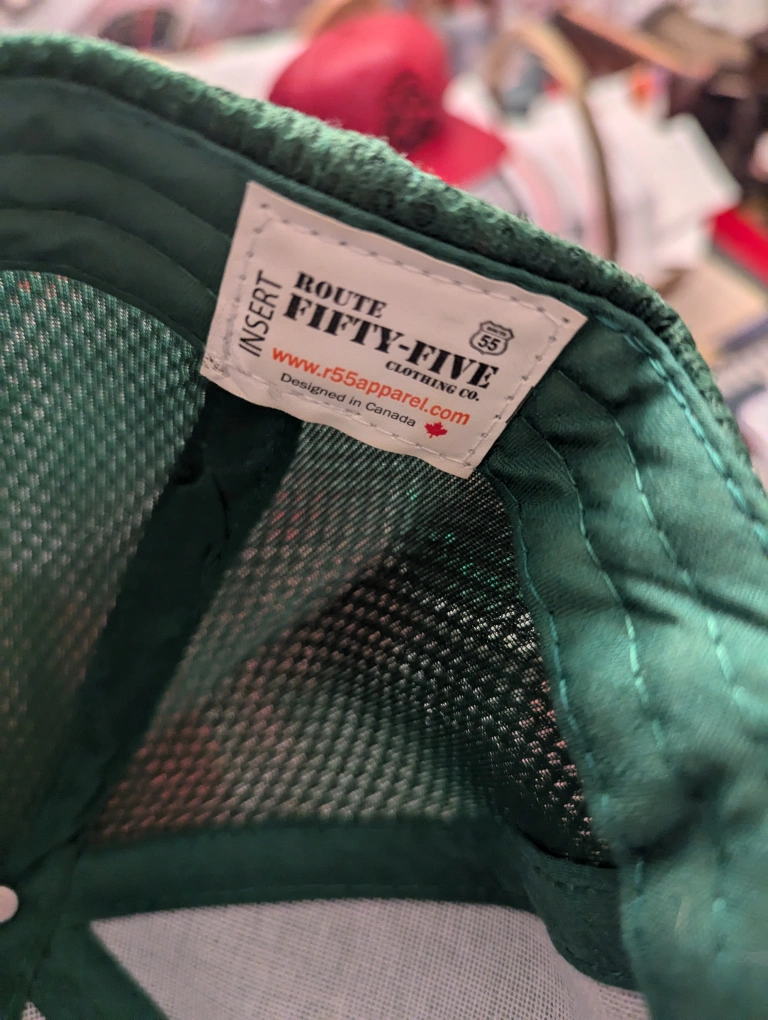 INSERT
ROUTE
FIFTY-FIVE
55
CLOTHING CO.
www.r55apparel.com
Designed in Canada